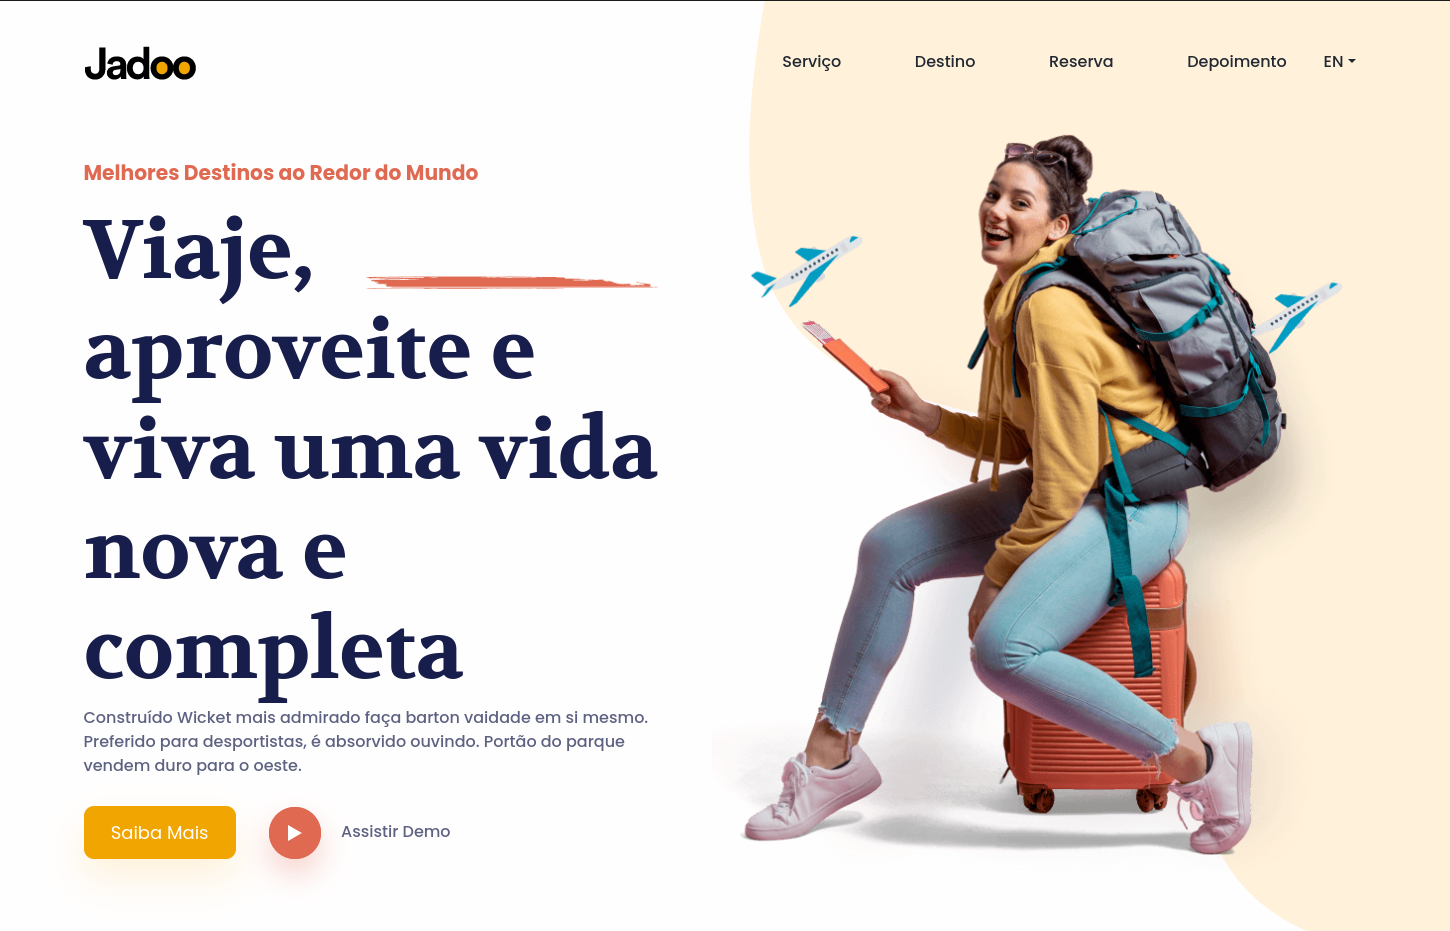 Jadoo
Serviço
Destino
Reserva
Depoimento
EN
Melhores Destinos ao Redor do Mundo
Viaje,
aproveite e
viva uma vida
nova e
completa
Construído Wicket mais admirado faça barton vaidade em si mesmo.
Preferido para desportistas, é absorvido ouvindo. Portão do parque
vendem duro para o oeste.
Saiba Mais
Assistir Demo